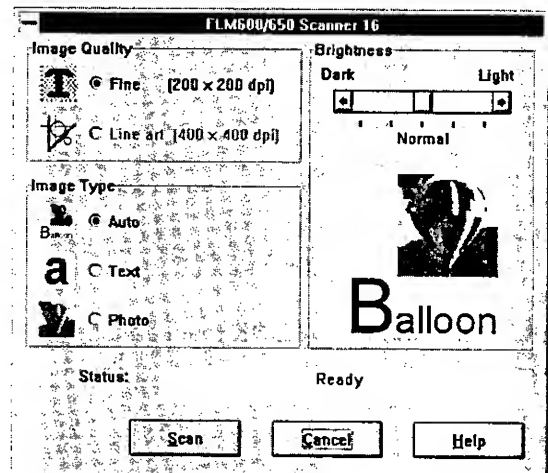 FLM600/650 Scanner 16
Image Quality
Fine (200 x 200 dpi)
Line art (400 x 400 dpi)
Image Type
Balloon
Auto
a
Text
Photo
Brightness
Dark Light
Normal
Balloon
Status: Ready
Scan Cancel Help